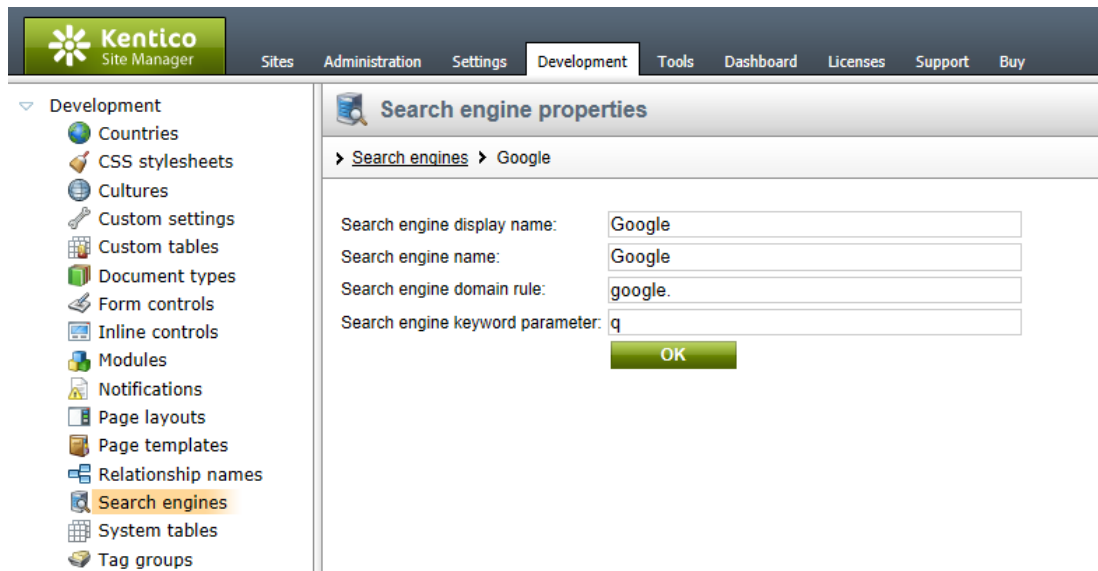 Kentico
Site Manager
Sites Administration Settings Development Tools Dashboard Licenses Support Buy
Development
Countries
CSS stylesheets
Cultures
Custom settings
Custom tables
Document types
Form controls
Inline controls
Modules
Notifications
Page layouts
Page templates
Relationship names
Search engines
System tables
Tag groups
Search engine properties
Search engines Google
Search engine display name: Google
Search engine name: Google
Search engine domain rule: google.
Search engine keyword parameter: q
OK